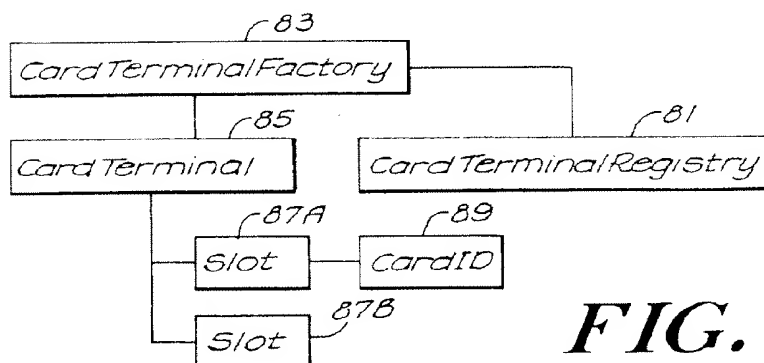 83
CardTerminalFactory
85
CardTerminal
81
CardTerminalRegistry
87A
Slot
89
CardID
Slot
87B
FIG.